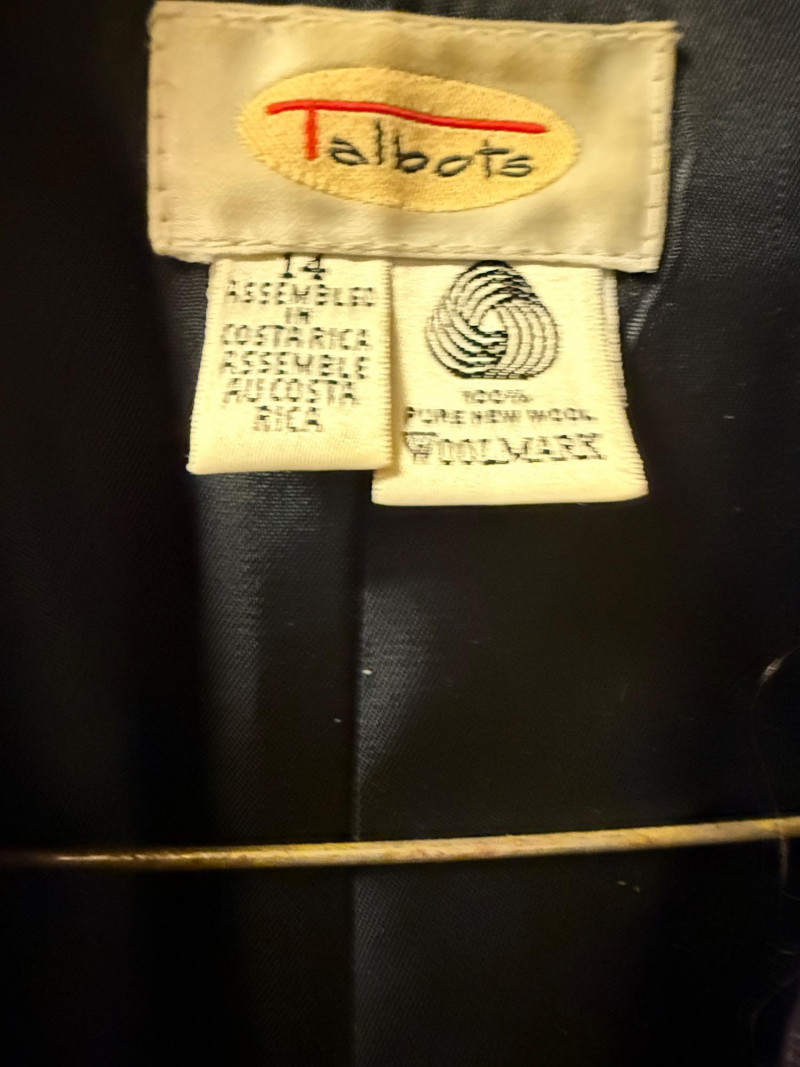 Talbots
14
ASSEMBLED
IN
COSTA RICA
ASSEMBLE
AU COSTA
RICA
100%
PURE NEW WOOL
WOOLMARK